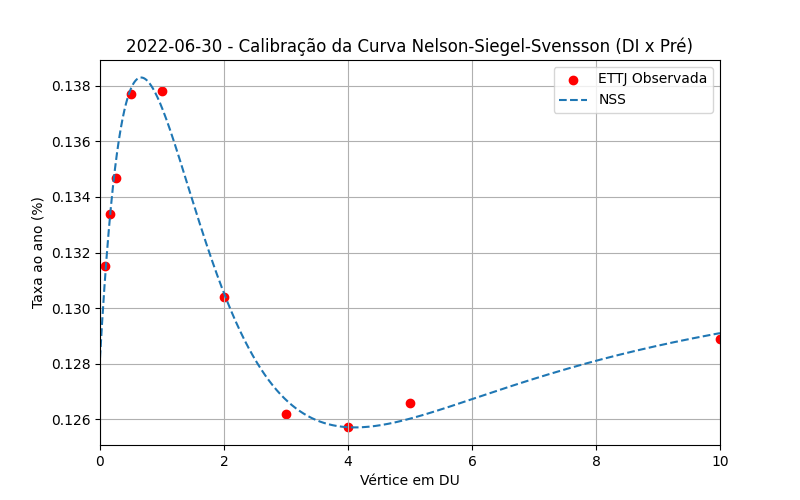 2022-06-30 - Calibração da Curva Nelson-Siegel-Svensson (DI x Pré)
ETTJ Observada
NSS
Taxa ao ano (%)
0.138
0.136
0.134
0.132
0.130
0.128
0.126
0 2 4 6 8 10
Vértice em DU